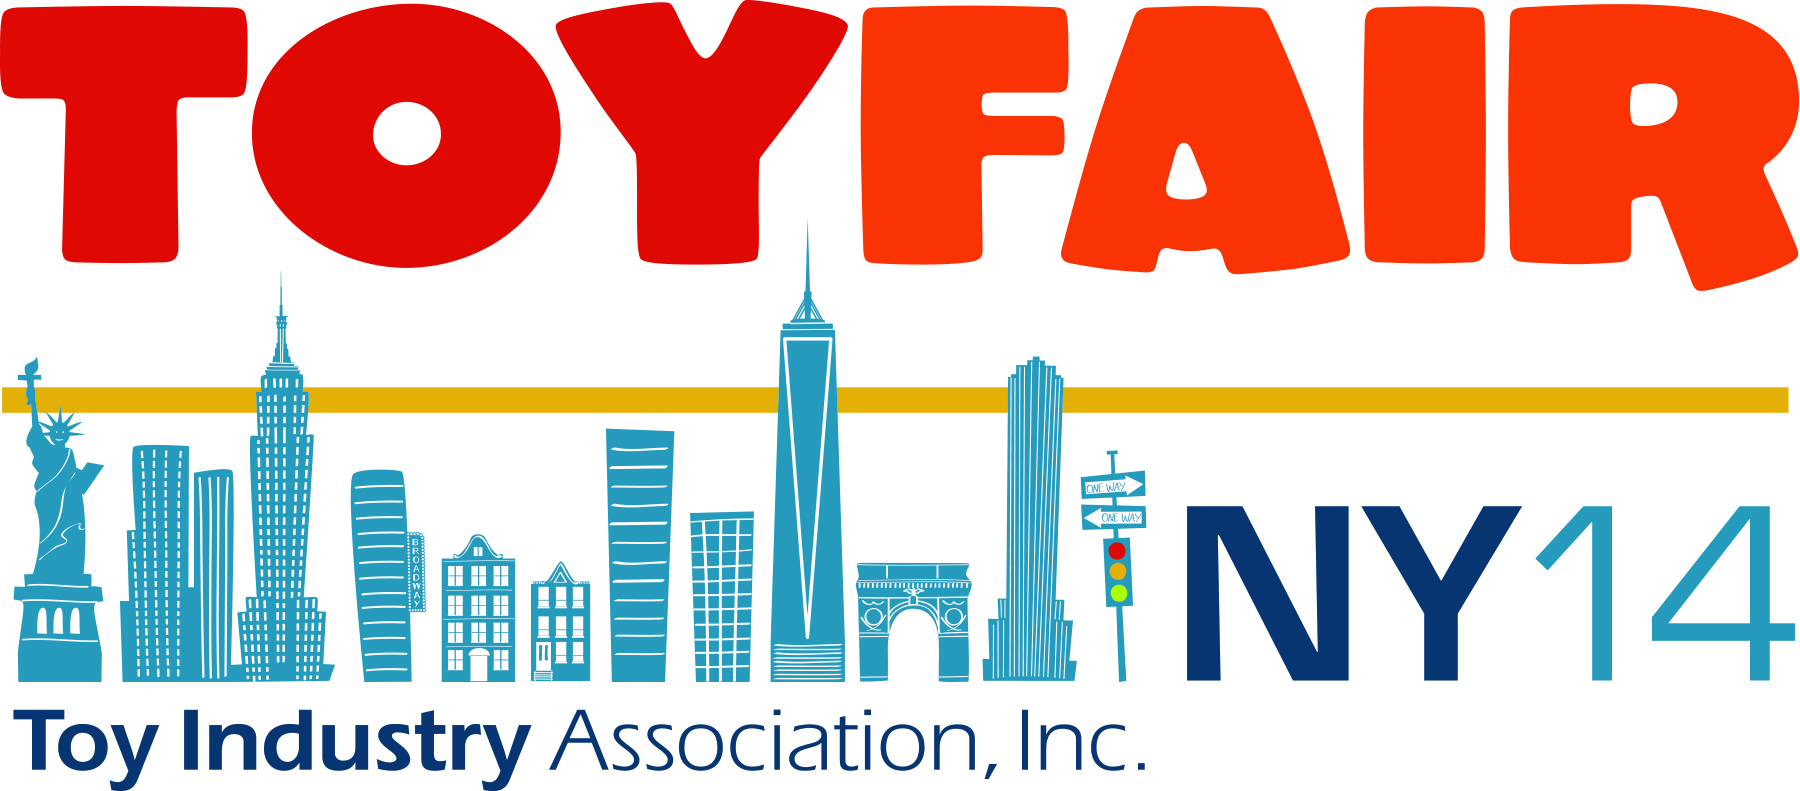 TOYFAIR
ONE WAY
ONE WAY
BROADWAY
NY14
Toy Industry Association, Inc.